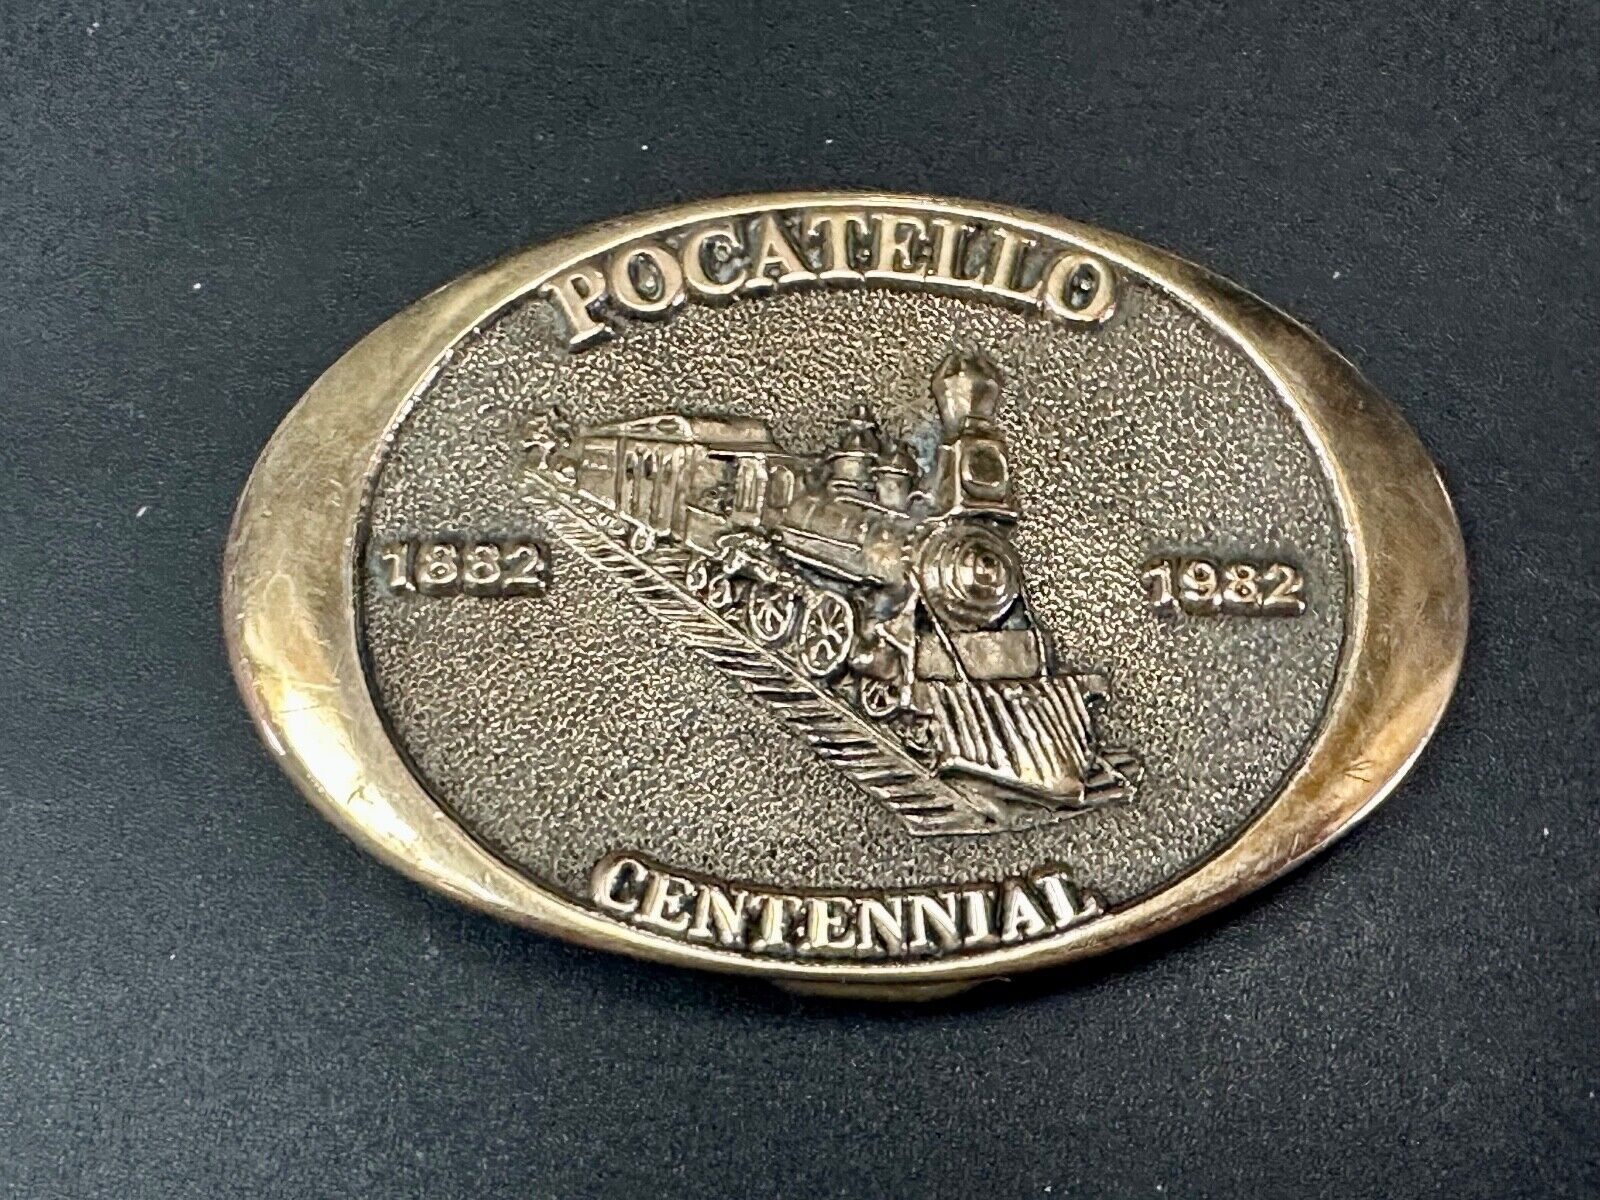 POCATELLO
1882 1982
CENTENNIAL